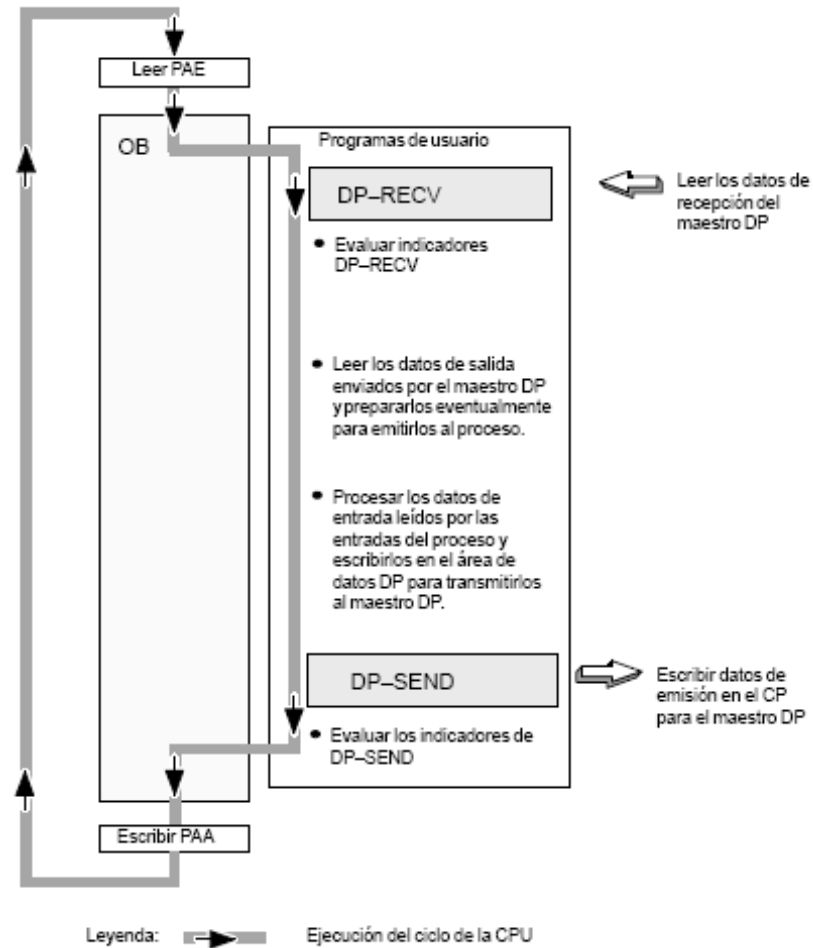 Leer PAE
OB
Programas de usuario
DP–RECV
Leer los datos de
recepción del
maestro DP
• Evaluar indicadores
DP–RECV
• Leer los datos de salida
enviados por el maestro DP
y prepararlos eventualmente
para emitirlos al proceso.
• Procesar los datos de
entrada leídos por las
entradas del proceso y
escribirlos en el área de
datos DP para transmitirlos
al maestro DP.
DP–SEND
Escribir datos de
emisión en el CP
para el maestro DP
• Evaluar los indicadores de
DP–SEND
Escribir PAA
Leyenda: Ejecución del ciclo de la CPU